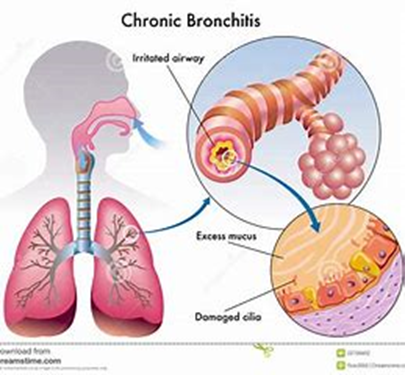 Chronic Bronchitis
Irritated airway
Excess mucus
Damaged cilia
ownload from
reamstime.com